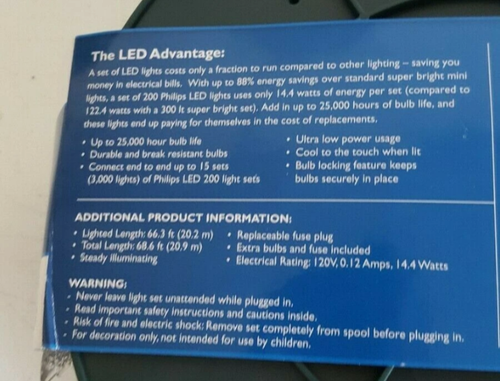 The LED Advantage:
A set of LED lights costs only a fraction to run compared to other lighting – saving you
money in electrical bills. With up to 88% energy savings over standard super bright mini
lights, a set of 200 Philips LED lights uses only 14.4 watts of energy per set (compared to
122.4 watts with a 300 lt super bright set). Add in up to 25,000 hours of bulb life, and
these lights end up paying for themselves in the cost of replacements.
• Up to 25,000 hour bulb life
• Durable and break resistant bulbs
• Connect end to end up to 15 sets
(3,000 lights) of Philips LED 200 light sets
• Ultra low power usage
• Cool to the touch when lit
• Bulb locking feature keeps
bulbs securely in place
ADDITIONAL PRODUCT INFORMATION:
• Lighted Length: 66.3 ft (20.2 m)
• Total Length: 68.6 ft (20.9 m)
• Steady illuminating
• Replaceable fuse plug
• Extra bulbs and fuse included
• Electrical Rating: 120V, 0.12 Amps, 14.4 Watts
WARNING:
• Never leave light set unattended while plugged in.
• Read important safety instructions and cautions inside.
• Risk of fire and electric shock: Remove set completely from spool before plugging in.
• For decoration only, not intended for use by children.